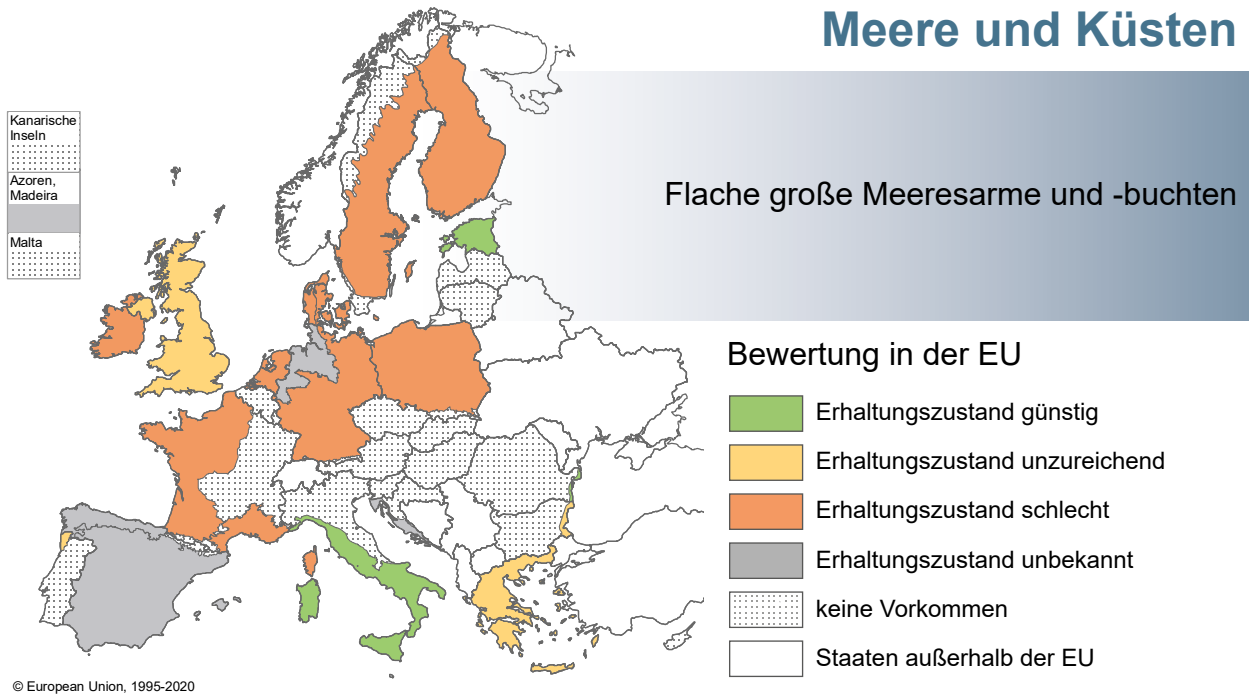 Meere und Küsten
Kanarische
Inseln
Azoren,
Madeira
Malta
Flache große Meeresarme und -buchten
Bewertung in der EU
Erhaltungszustand günstig
Erhaltungszustand unzureichend
Erhaltungszustand schlecht
Erhaltungszustand unbekannt
keine Vorkommen
Staaten außerhalb der EU
© European Union, 1995-2020